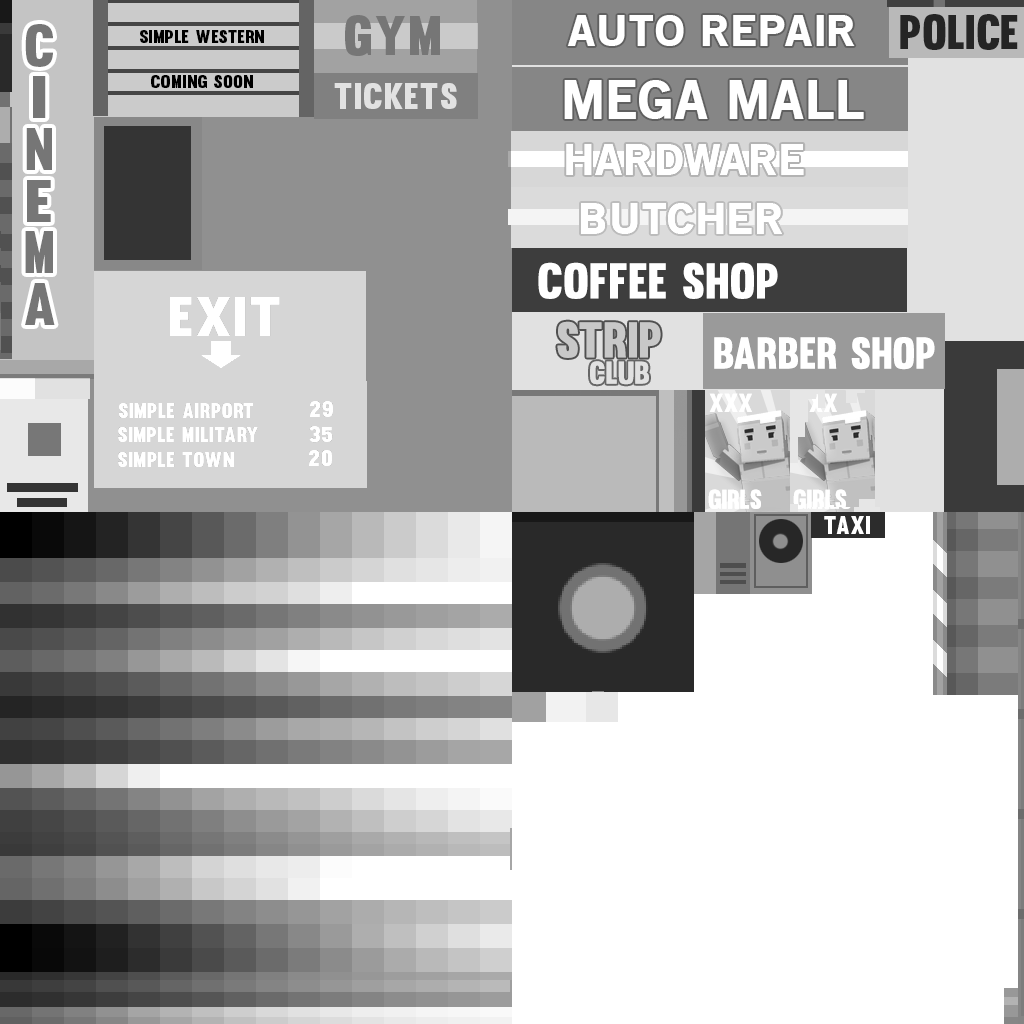 CINEMA
SIMPLE WESTERN
COMING SOON
GYM
TICKETS
EXIT
SIMPLE AIRPORT 29
SIMPLE MILITARY 35
SIMPLE TOWN 20
AUTO REPAIR
POLICE
MEGA MALL
HARDWARE
BUTCHER
COFFEE SHOP
STRIP
CLUB
BARBER SHOP
XXX
GIRLS
GIRLS
TAXI